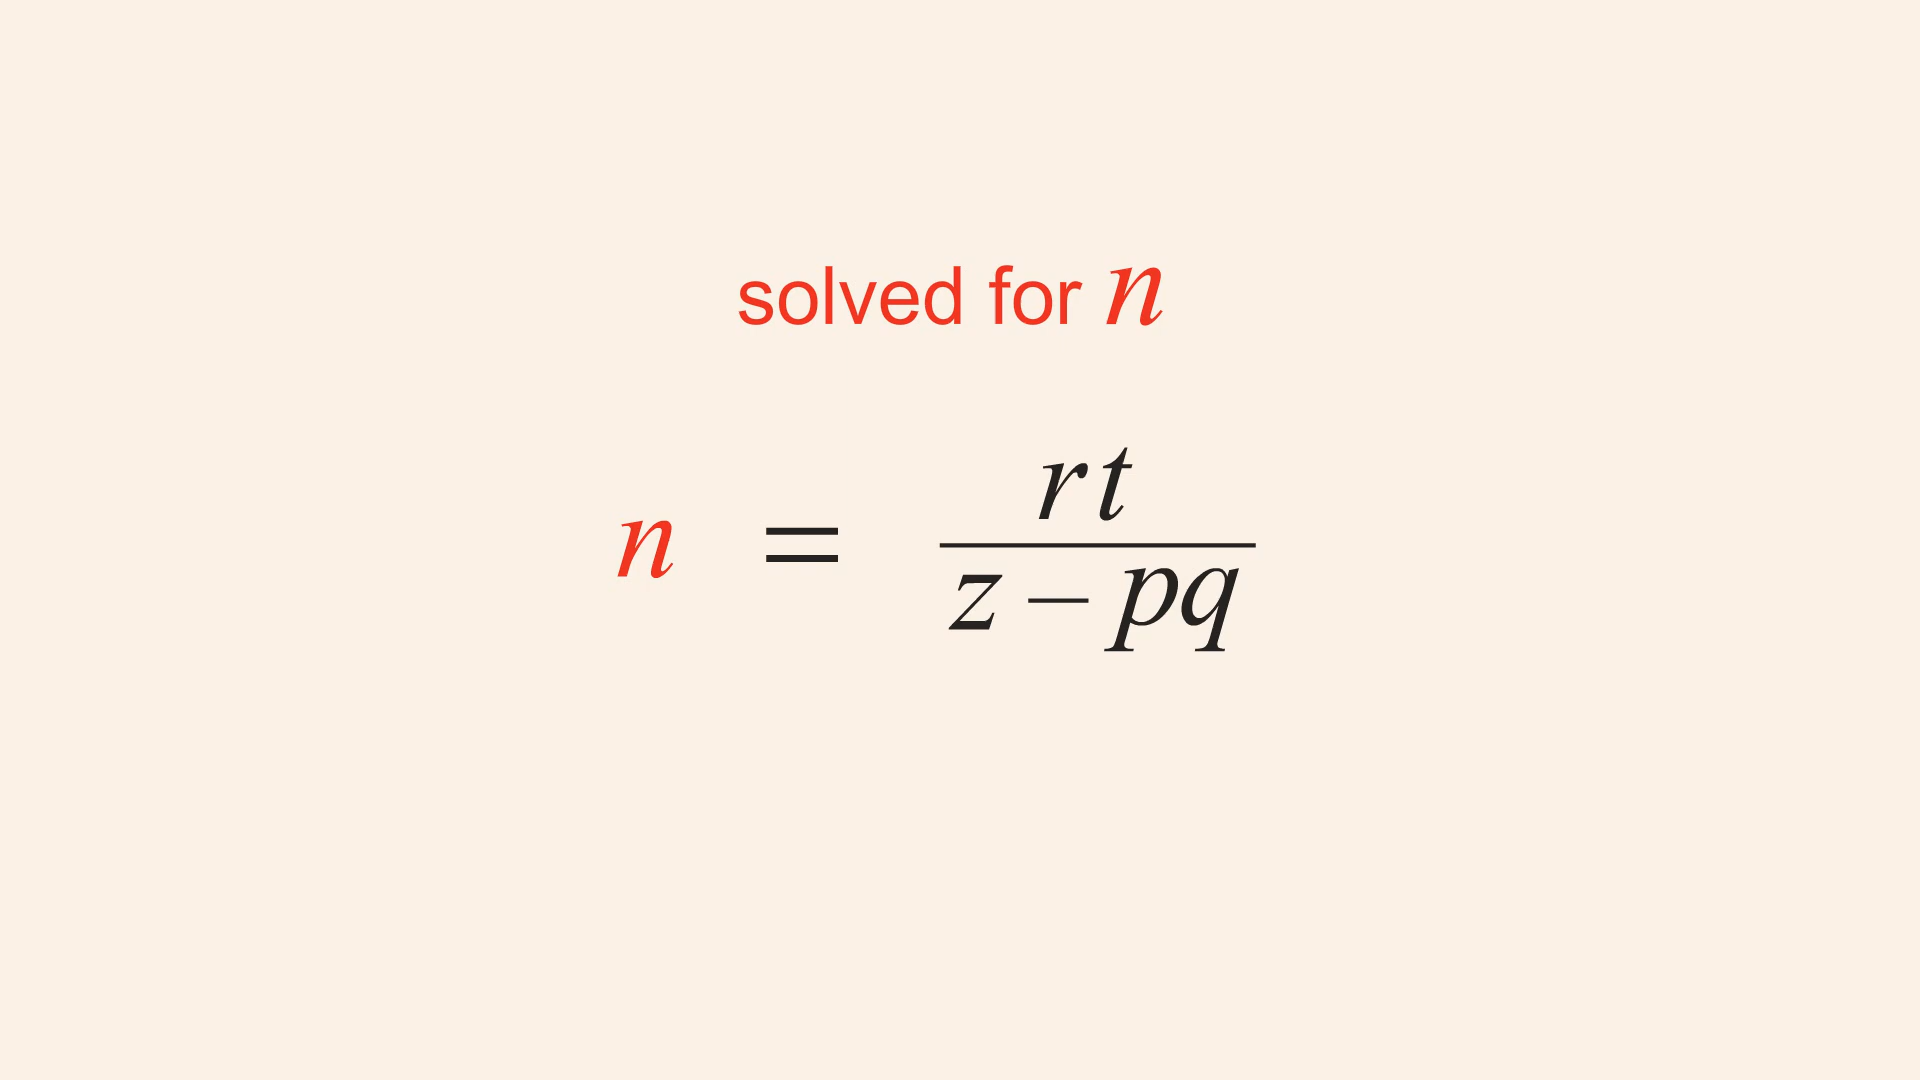 solved for n
n = rt / z – pq